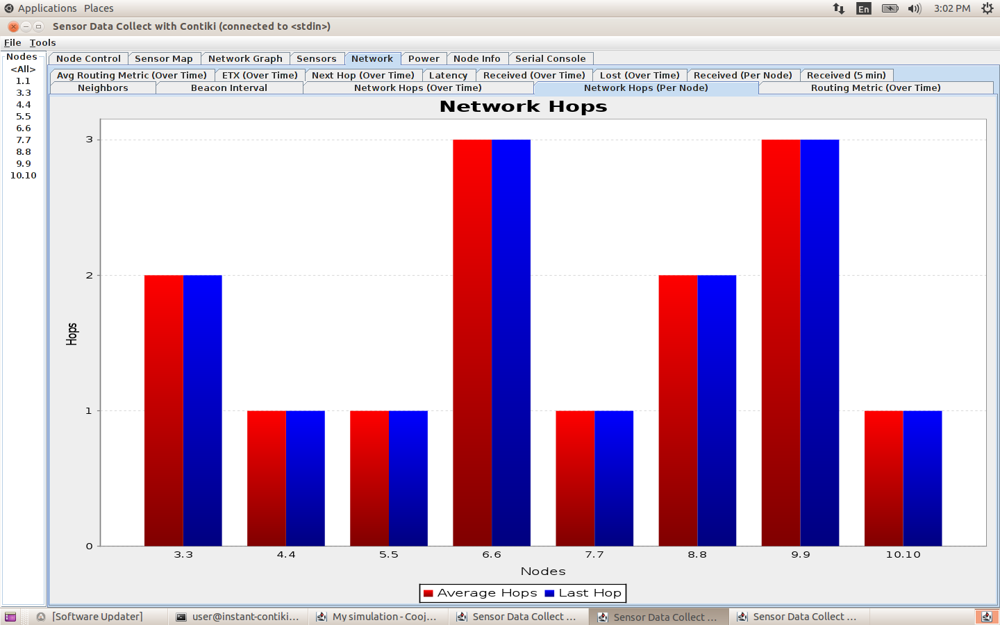 Applications Places En 3:02 PM
Sensor Data Collect with Contiki (connected to <stdin>)
File Tools
Nodes
<All>
1.1
3.3
4.4
5.5
6.6
7.7
8.8
9.9
10.10
Node Control Sensor Map Network Graph Sensors Network Power Node Info Serial Console
Avg Routing Metric (Over Time) ETX (Over Time) Next Hop (Over Time) Latency Received (Over Time) Lost (Over Time) Received (Per Node) Received (5 min)
Neighbors Beacon Interval Network Hops (Over Time) Network Hops (Per Node) Routing Metric (Over Time)
Network Hops
3
2
1
0
Hops
3.3 4.4 5.5 6.6 7.7 8.8 9.9 10.10
Nodes
Average Hops Last Hop
[Software Updater] user@instant-contiki... My simulation - Cooj... Sensor Data Collect ... Sensor Data Collect ... Sensor Data Collect ...